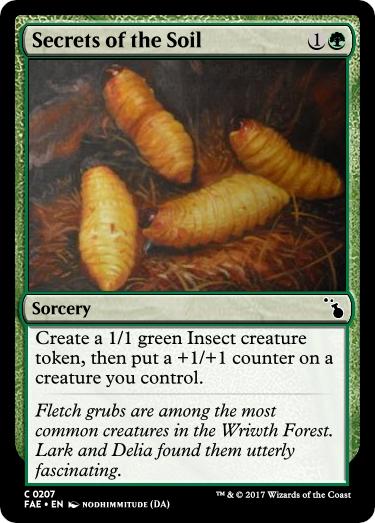 Secrets of the Soil 1
Sorcery
Create a 1/1 green Insect creature
token, then put a +1/+1 counter on a
creature you control.
Fletch grubs are among the most
common creatures in the Wriwth Forest.
Lark and Delia found them utterly
fascinating.
C 0207
FAE • EN NODHIMMITUDE (DA) ™ & © 2017 Wizards of the Coast